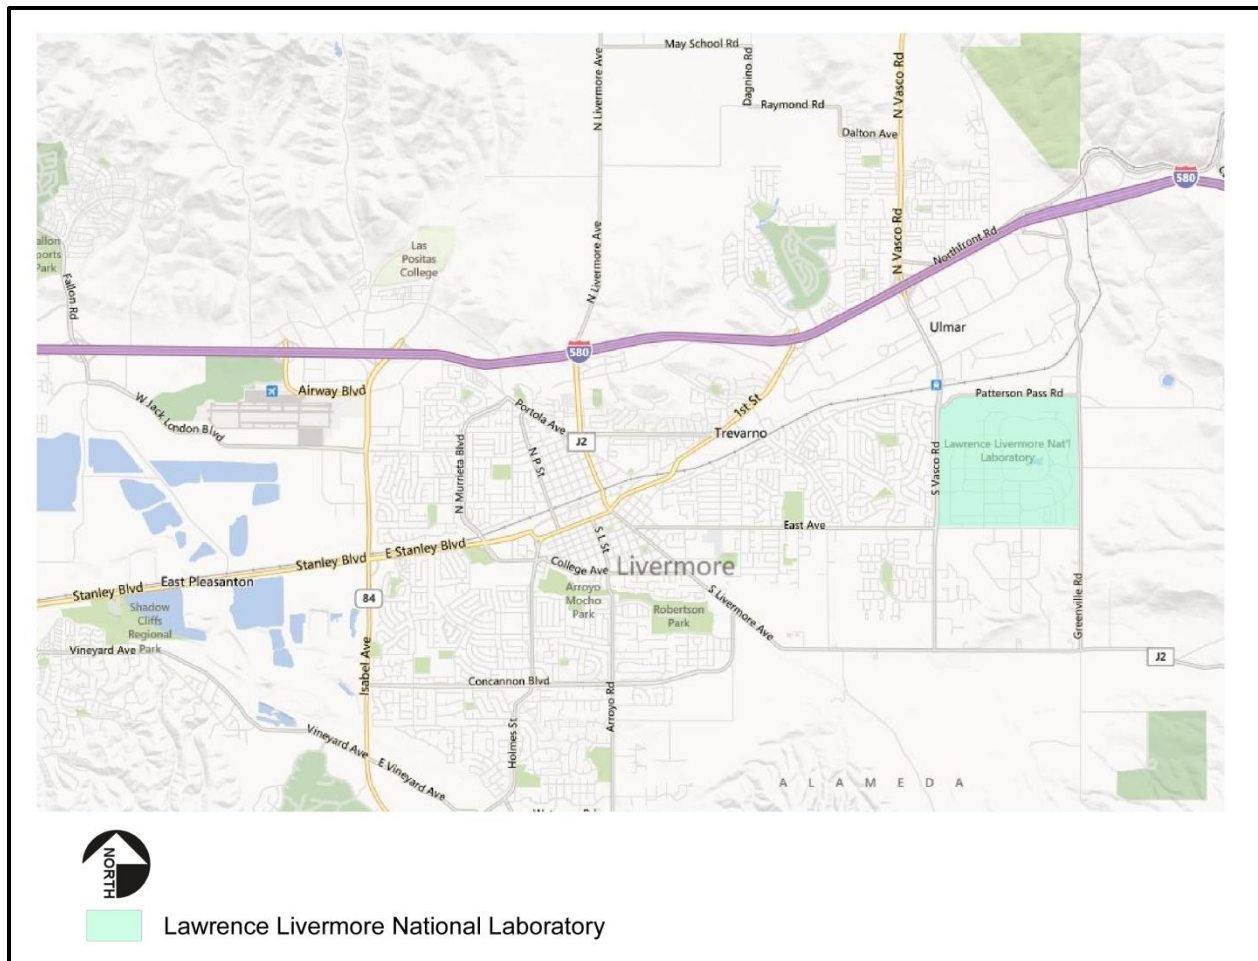 May School Rd
N Livermore Ave
Dagnino Rd
N Vasco Rd
Raymond Rd
Dalton Ave
580
N Vasco Rd
Northfront Rd
Las
Positas
College
Park
Fallon Rd
N Livermore Ave
Ulmar
580
Airway Blvd
W Jack London Blvd
Patterson Pass Rd
Portola Ave
1st St
Trevarno
J2
N Murrieta Blvd
N P St
S Vasco Rd
Lawrence Livermore Nat'l
Laboratory
East Ave
S L St
Stanley Blvd
E Stanley Blvd
Stanley Blvd
East Pleasanton
College Ave
Livermore
84
Shadow
Cliffs
Regional
Park
Vineyard Ave
Arroyo
Mocho
Park
Robertson
Park
S Livermore Ave
Greenville Rd
J2
Isabel Ave
Concannon Blvd
Arroyo Rd
Holmes St
Vineyard Ave
E Vineyard Ave
ALAMEDA
NORTH
Lawrence Livermore National Laboratory